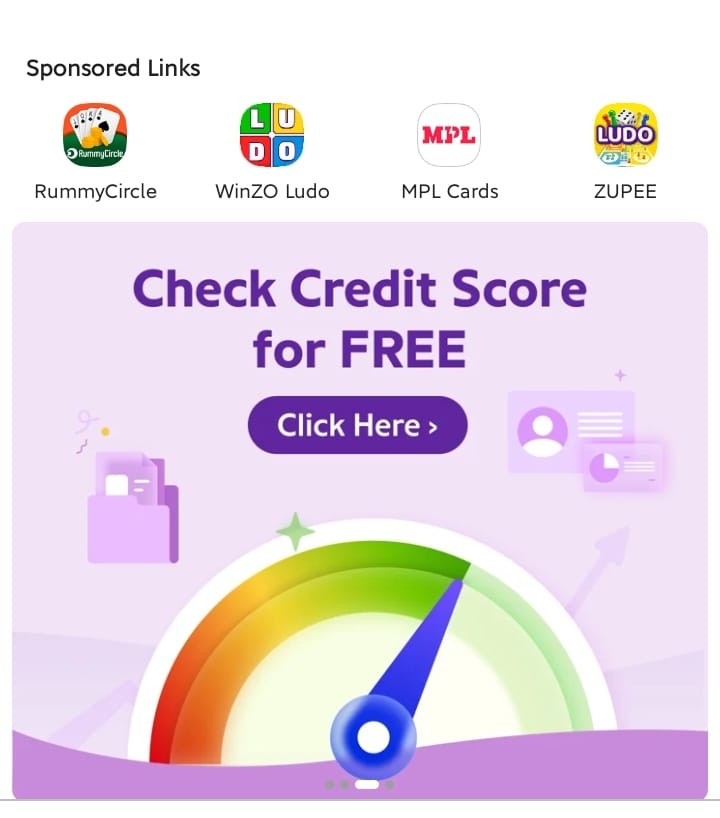 Sponsored Links
RummyCircle
L U
D O
MPL
LUDO
RummyCircle
WinZO Ludo
MPL Cards
ZUPEE
Check Credit Score
for FREE
Click Here ›